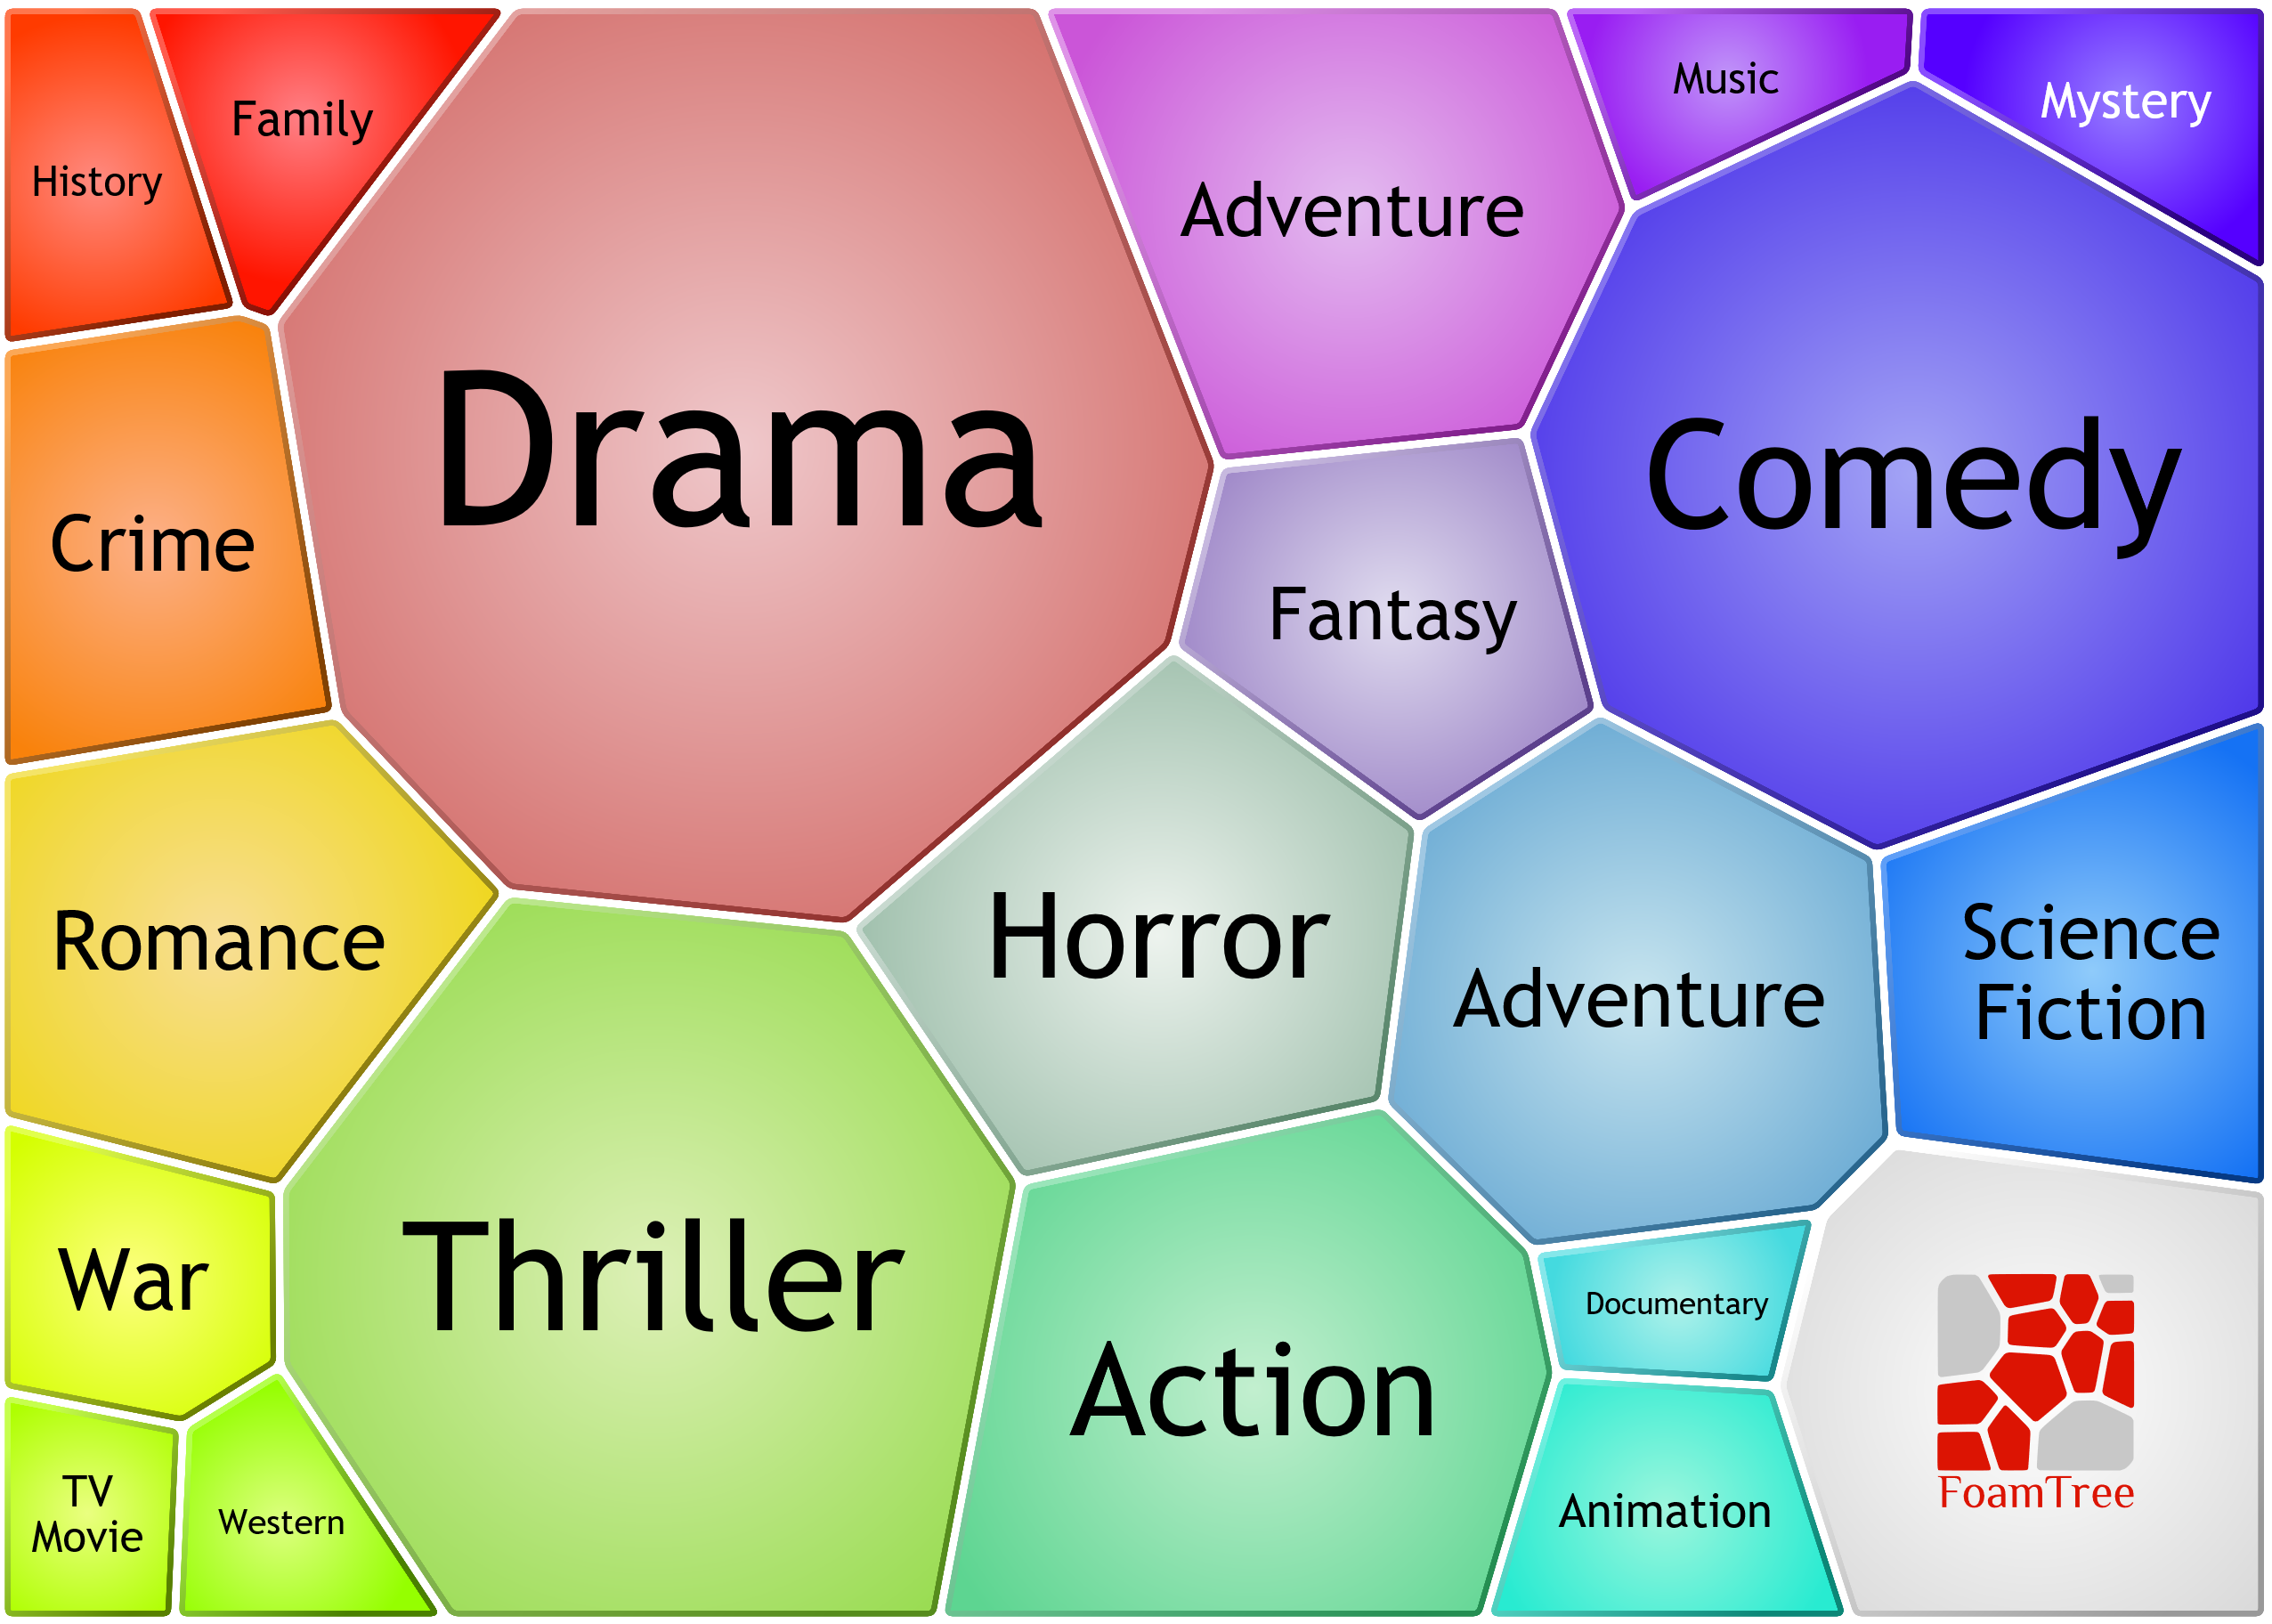 History
Family
Drama
Adventure
Music
Mystery
Comedy
Crime
Fantasy
Romance
Horror
Adventure
Science
Fiction
War
Thriller
Action
Documentary
TV
Movie
Western
Animation
FoamTree